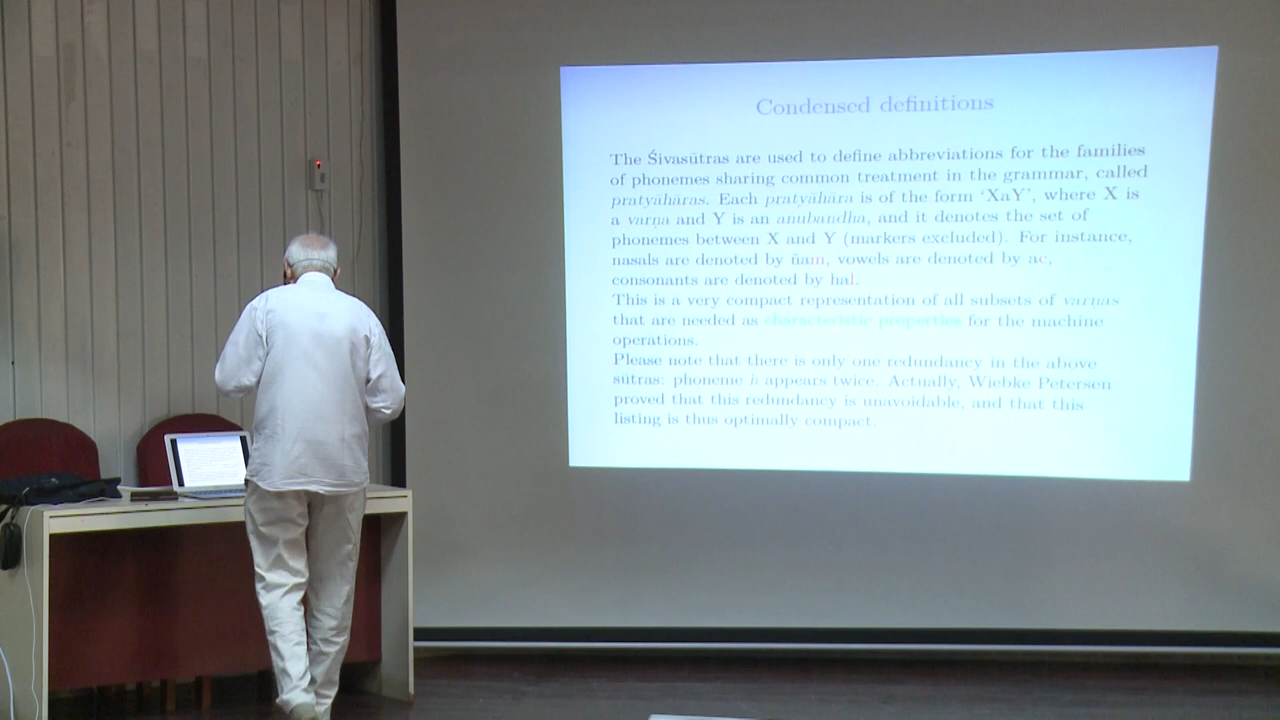 Condensed definitions
The Śivasūtras are used to define abbreviations for the families
of phonemes sharing common treatment in the grammar, called
pratyāhāras. Each pratyāhāra is of the form ‘XaY’, where X is
a varṇa and Y is an anubandha, and it denotes the set of
phonemes between X and Y (markers excluded). For instance,
nasals are denoted by ñam, vowels are denoted by ac,
consonants are denoted by hal.
This is a very compact representation of all subsets of varṇas
that are needed as characteristic properties for the machine
operations.
Please note that there is only one redundancy in the above
sūtras: phoneme h appears twice. Actually, Wiebke Petersen
proved that this redundancy is unavoidable, and that this
listing is thus optimally compact.